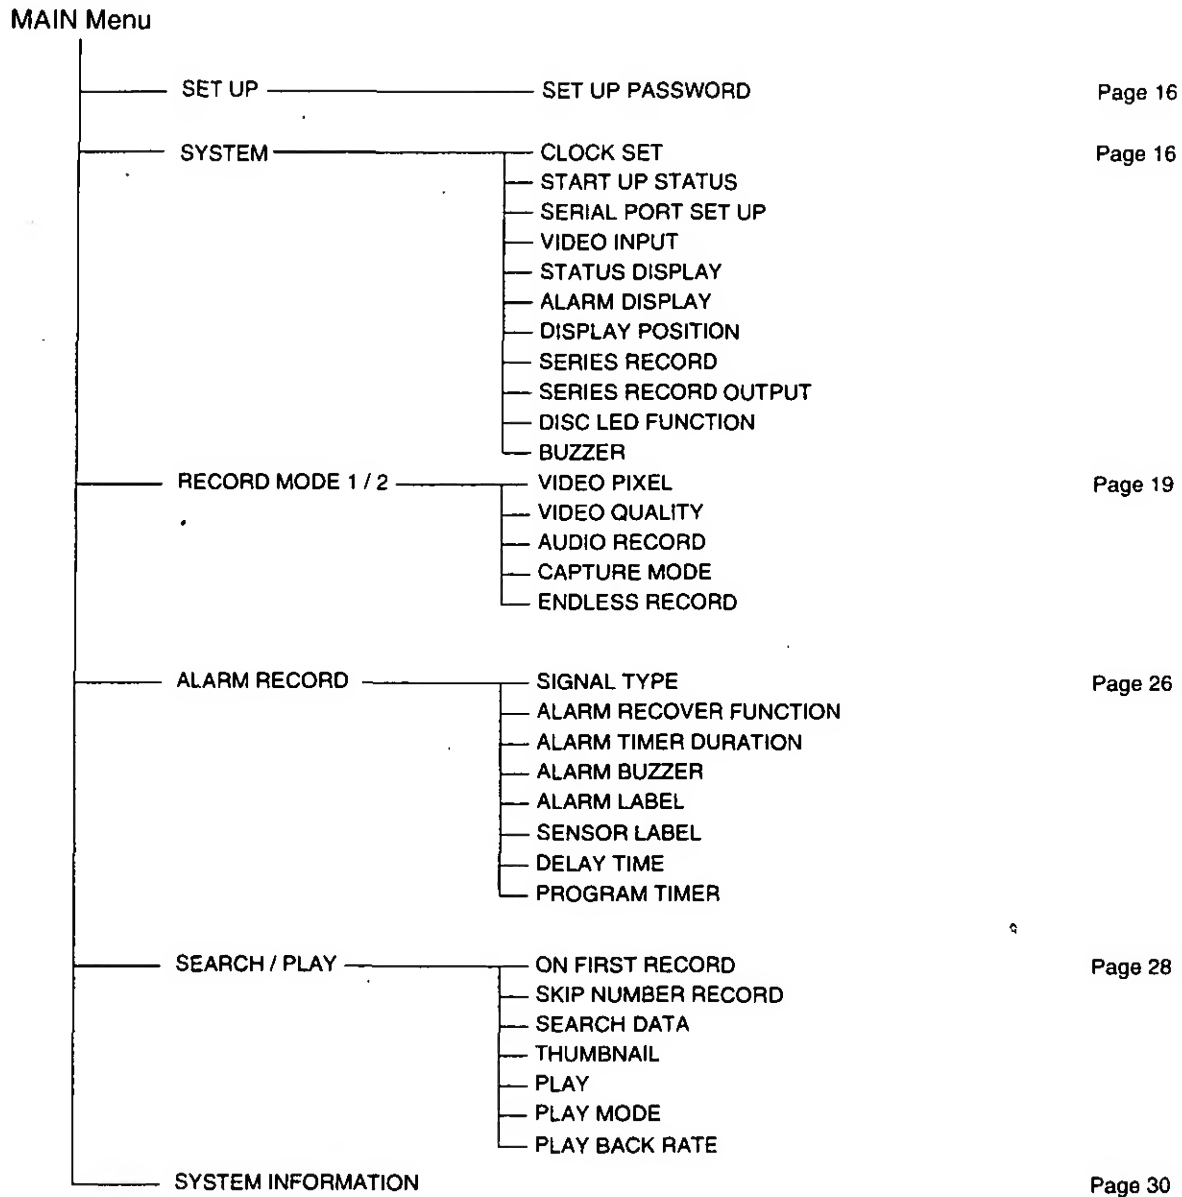 MAIN Menu
SET UP SET UP PASSWORD Page 16
SYSTEM CLOCK SET Page 16
START UP STATUS
SERIAL PORT SET UP
VIDEO INPUT
STATUS DISPLAY
ALARM DISPLAY
DISPLAY POSITION
SERIES RECORD
SERIES RECORD OUTPUT
DISC LED FUNCTION
BUZZER
RECORD MODE 1 / 2 VIDEO PIXEL Page 19
VIDEO QUALITY
AUDIO RECORD
CAPTURE MODE
ENDLESS RECORD
ALARM RECORD SIGNAL TYPE Page 26
ALARM RECOVER FUNCTION
ALARM TIMER DURATION
ALARM BUZZER
ALARM LABEL
SENSOR LABEL
DELAY TIME
PROGRAM TIMER
SEARCH / PLAY ON FIRST RECORD Page 28
SKIP NUMBER RECORD
SEARCH DATA
THUMBNAIL
PLAY
PLAY MODE
PLAY BACK RATE
SYSTEM INFORMATION Page 30